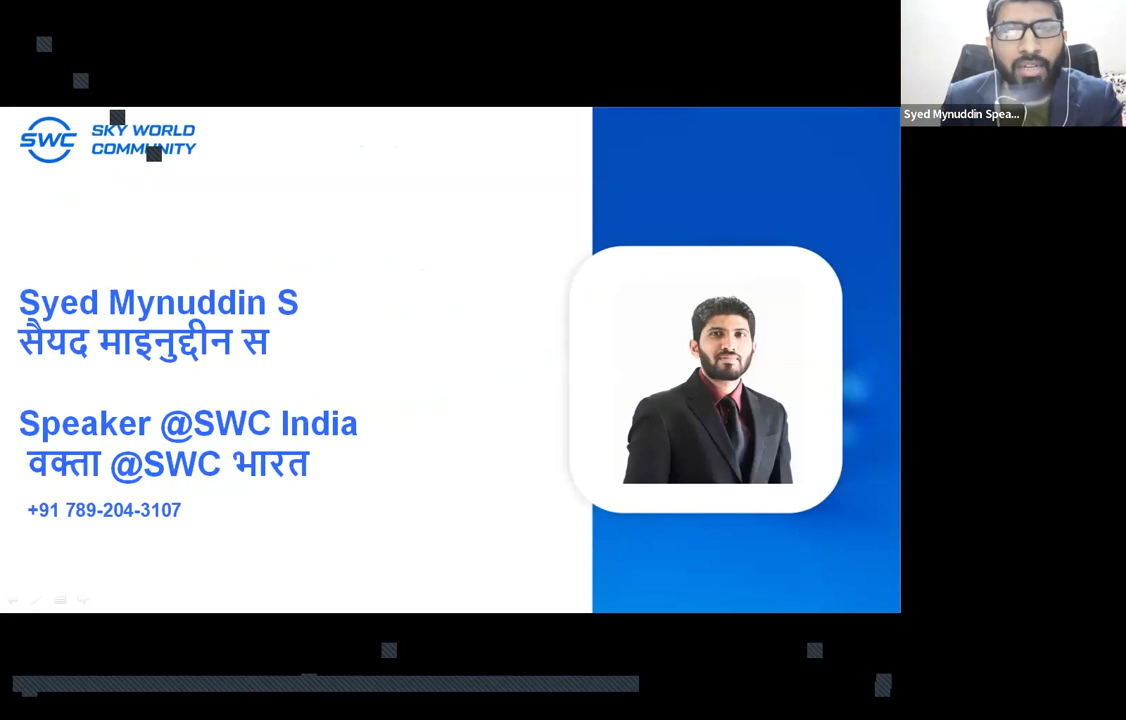 SWC SKY WORLD
COMMUNITY
Syed Mynuddin Spea...
Syed Mynuddin S
सैयद माइनुद्दीन स
Speaker @SWC India
वक्ता @SWC भारत
+91 789-204-3107